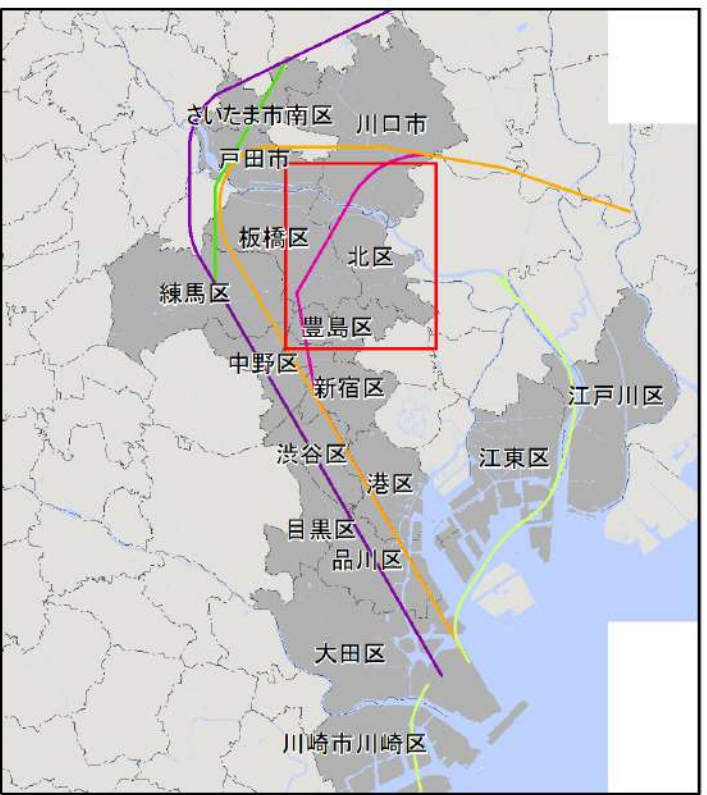 さいたま市南区
川口市
戸田市
板橋区
北区
練馬区
豊島区
中野区
新宿区
江戸川区
渋谷区
江東区
港区
目黒区
品川区
大田区
川崎市川崎区